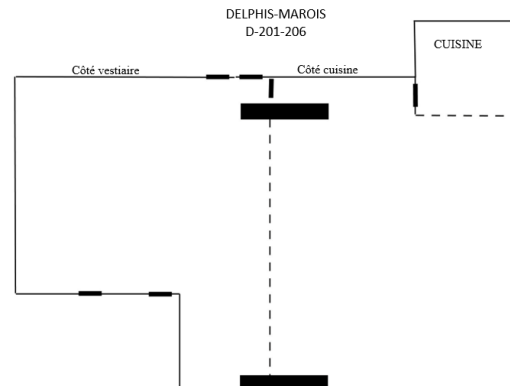 DELPHIS-MAROIS
D-201-206
CUISINE
Côté vestiaire
Côté cuisine